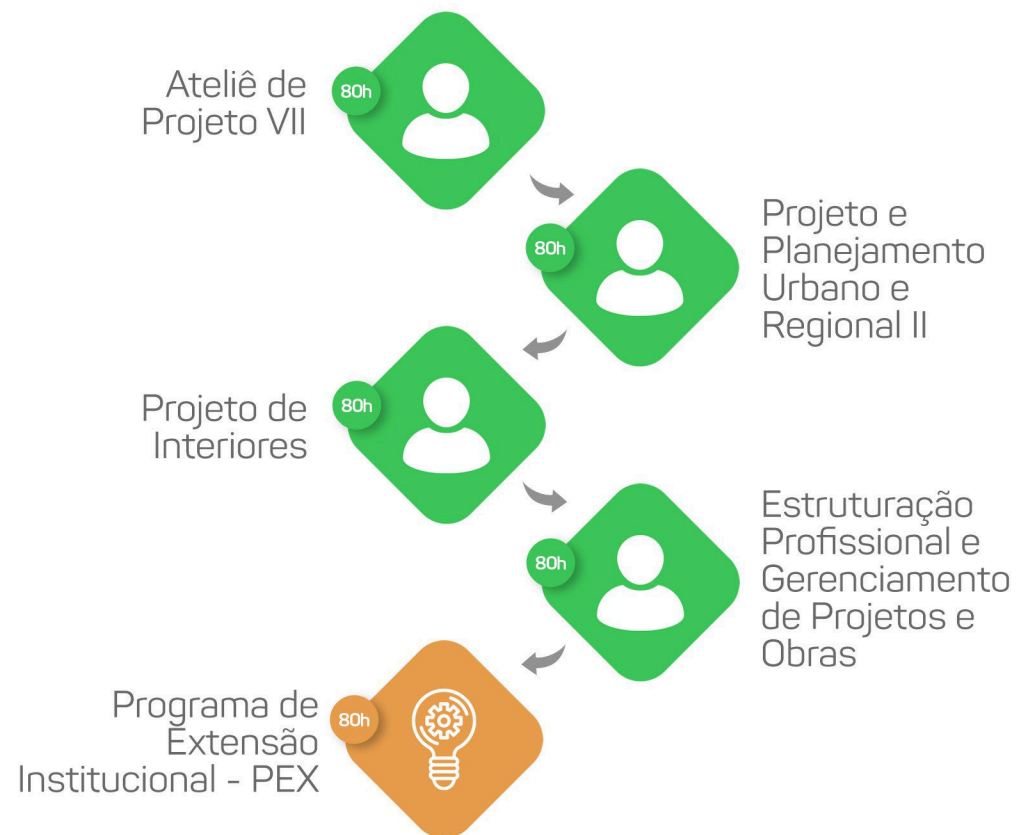 Ateliê de
Projeto VII
80h
80h
Projeto e
Planejamento
Urbano e
Regional II
Projeto de
Interiores
80h
80h
Estruturação
Profissional e
Gerenciamento
de Projetos e
Obras
Programa de
Extensão
Institucional - PEX
80h